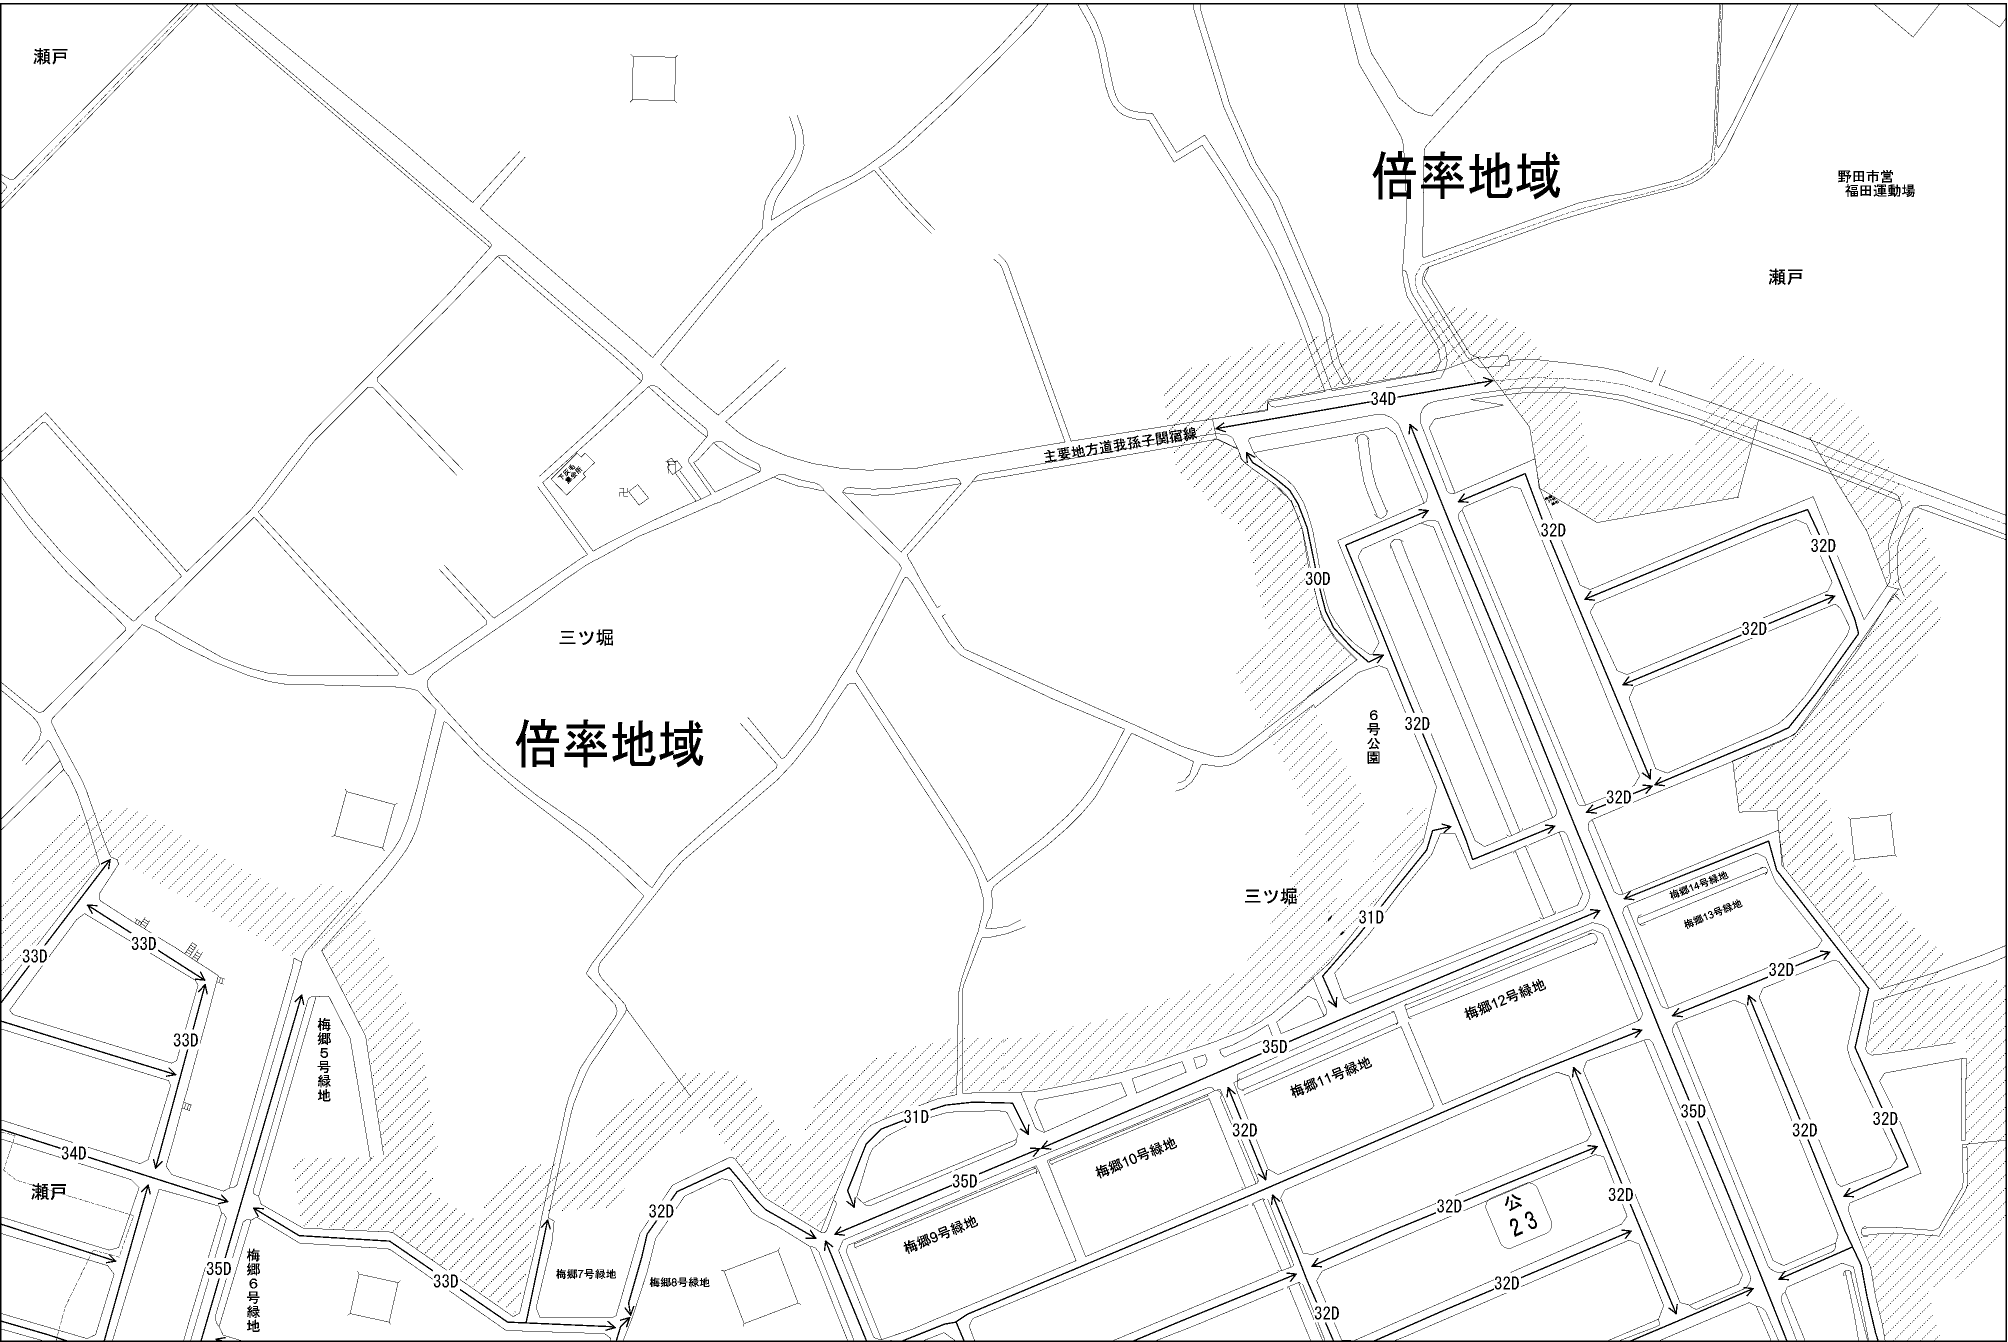 瀬戸
倍率地域
野田市営
福田運動場
瀬戸
34D
主要地方道我孫子関宿線
32D
32D
30D
32D
三ツ堀
32D
6号公園
倍率地域
32D
梅郷14号緑地
三ツ堀
梅郷13号緑地
31D
33D
33D
32D
梅郷12号緑地
33D
35D
梅郷5号緑地
梅郷11号緑地
35D
31D
32D
32D
32D
34D
梅郷10号緑地
35D
瀬戸
32D
32D
公
23
32D
梅郷9号緑地
35D
梅郷6号緑地
33D
梅郷7号緑地
梅郷8号緑地
32D
32D